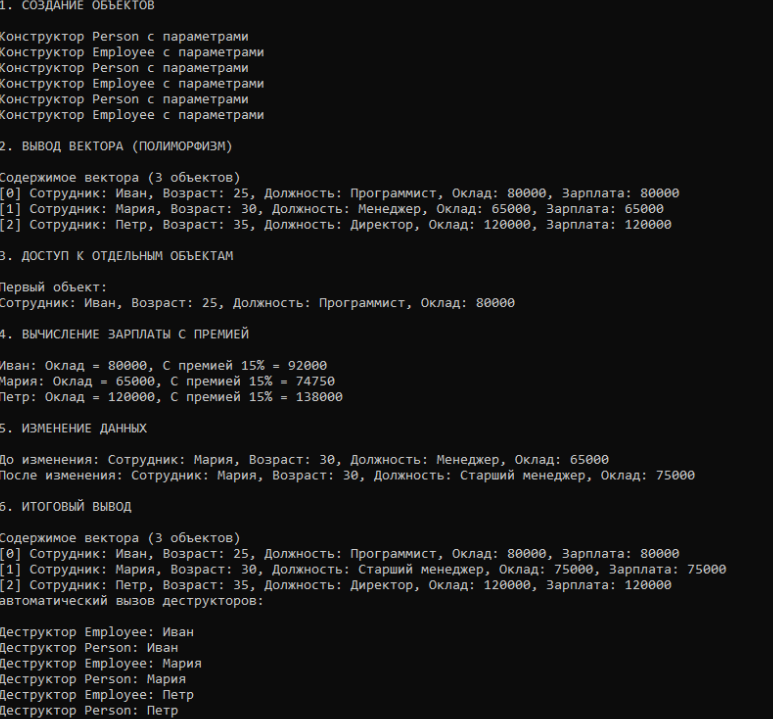 1. СОЗДАНИЕ ОБЪЕКТОВ
Конструктор Person с параметрами
Конструктор Employee с параметрами
Конструктор Person с параметрами
Конструктор Employee с параметрами
Конструктор Person с параметрами
Конструктор Employee с параметрами
2. ВЫВОД ВЕКТОРА (ПОЛИМОРФИЗМ)
Содержимое вектора (3 объектов)
[0] Сотрудник: Иван, Возраст: 25, Должность: Программист, Оклад: 80000, Зарплата: 80000
[1] Сотрудник: Мария, Возраст: 30, Должность: Менеджер, Оклад: 65000, Зарплата: 65000
[2] Сотрудник: Петр, Возраст: 35, Должность: Директор, Оклад: 120000, Зарплата: 120000
3. ДОСТУП К ОТДЕЛЬНЫМ ОБЪЕКТАМ
Первый объект:
Сотрудник: Иван, Возраст: 25, Должность: Программист, Оклад: 80000
4. ВЫЧИСЛЕНИЕ ЗАРПЛАТЫ С ПРЕМИЕЙ
Иван: Оклад = 80000, С премией 15% = 92000
Мария: Оклад = 65000, С премией 15% = 74750
Петр: Оклад = 120000, С премией 15% = 138000
5. ИЗМЕНЕНИЕ ДАННЫХ
До изменения: Сотрудник: Мария, Возраст: 30, Должность: Менеджер, Оклад: 65000
После изменения: Сотрудник: Мария, Возраст: 30, Должность: Старший менеджер, Оклад: 75000
6. ИТОГОВЫЙ ВЫВОД
Содержимое вектора (3 объектов)
[0] Сотрудник: Иван, Возраст: 25, Должность: Программист, Оклад: 80000, Зарплата: 80000
[1] Сотрудник: Мария, Возраст: 30, Должность: Старший менеджер, Оклад: 75000, Зарплата: 75000
[2] Сотрудник: Петр, Возраст: 35, Должность: Директор, Оклад: 120000, Зарплата: 120000
автоматический вызов деструкторов:
Деструктор Employee: Иван
Деструктор Person: Иван
Деструктор Employee: Мария
Деструктор Person: Мария
Деструктор Employee: Петр
Деструктор Person: Петр